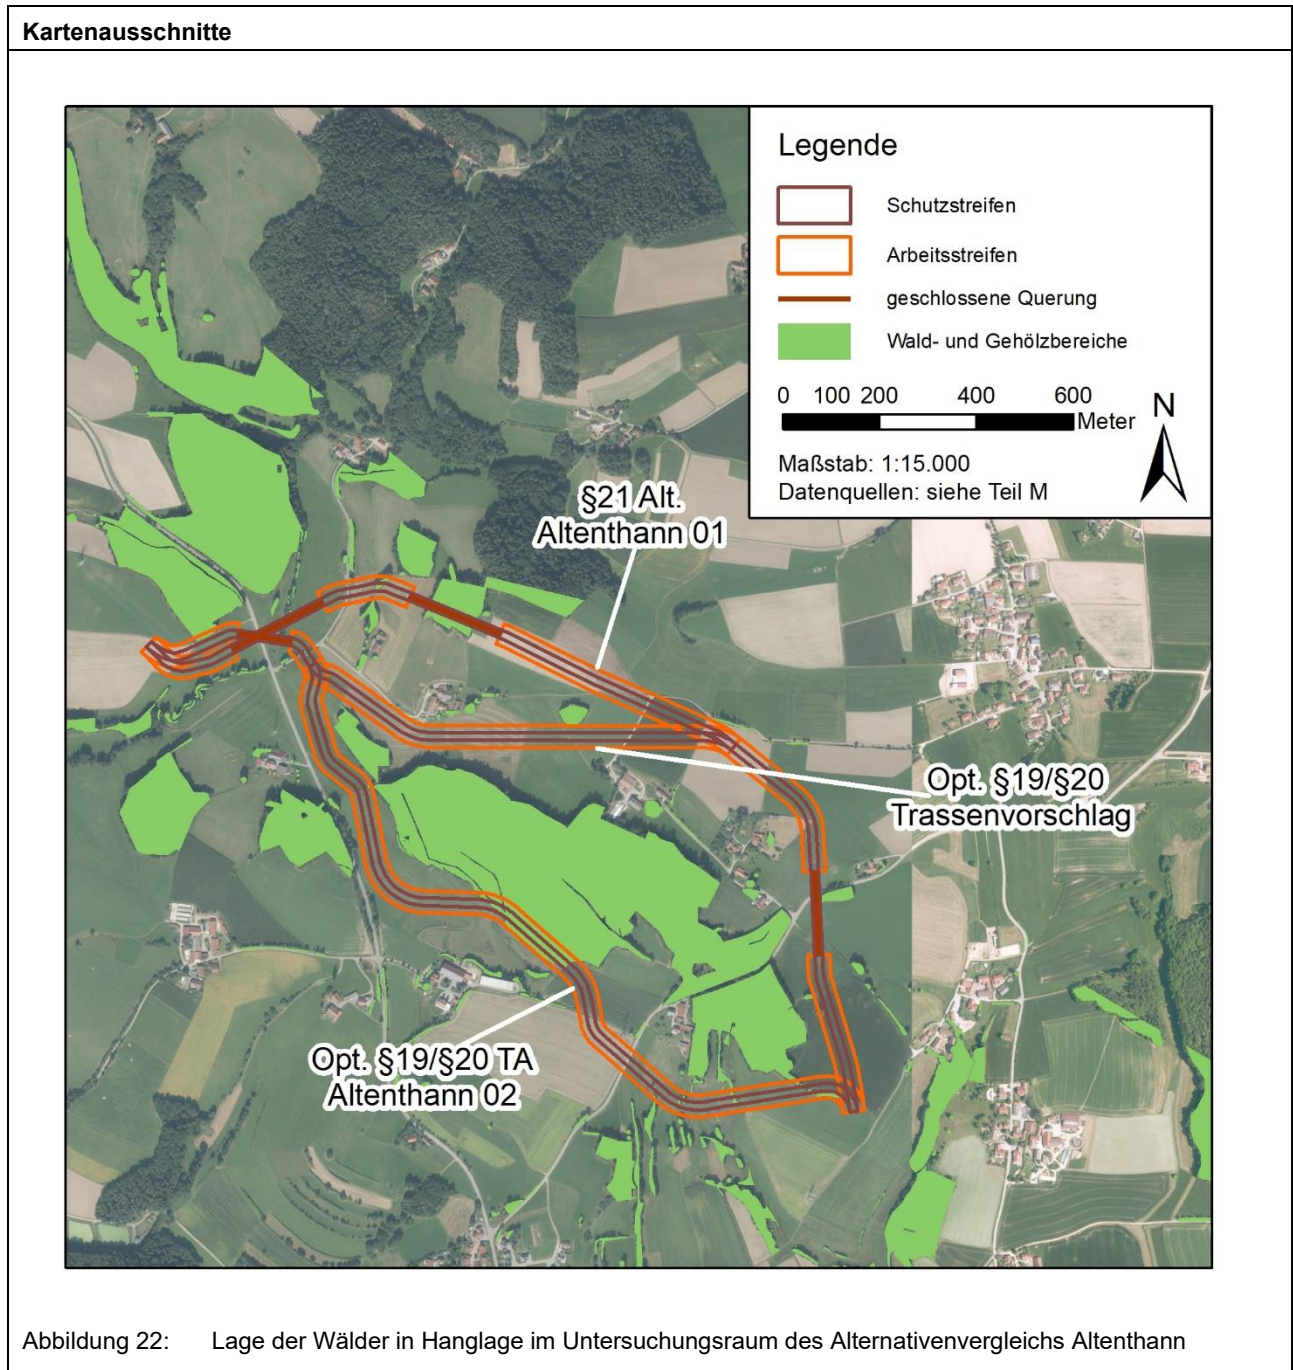 Kartenausschnitte
Legende
Schutzstreifen
Arbeitsstreifen
geschlossene Querung
Wald- und Gehölzbereiche
0 100 200 400 600
Meter
N
Maßstab: 1:15.000
Datenquellen: siehe Teil M
§21 Alt.
Altenthann 01
Opt. §19/§20
Trassenvorschlag
Opt. §19/§20 TA
Altenthann 02
Abbildung 22: Lage der Wälder in Hanglage im Untersuchungsraum des Alternativenvergleichs Altenthann